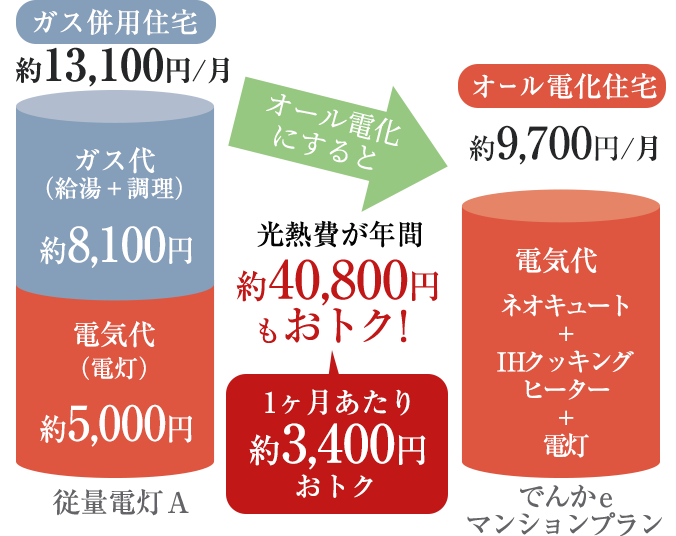 ガス併用住宅
約13,100円/月
ガス代
(給湯+調理)
約8,100円
電気代
(電灯)
約5,000円
従量電灯A
オール電化
にすると
光熱費が年間
約40,800円
もおトク!
1ヶ月あたり
約3,400円
おトク
オール電化住宅
約9,700円/月
電気代
ネオキュート
+
IHクッキング
ヒーター
+
電灯
でんかe
マンションプラン